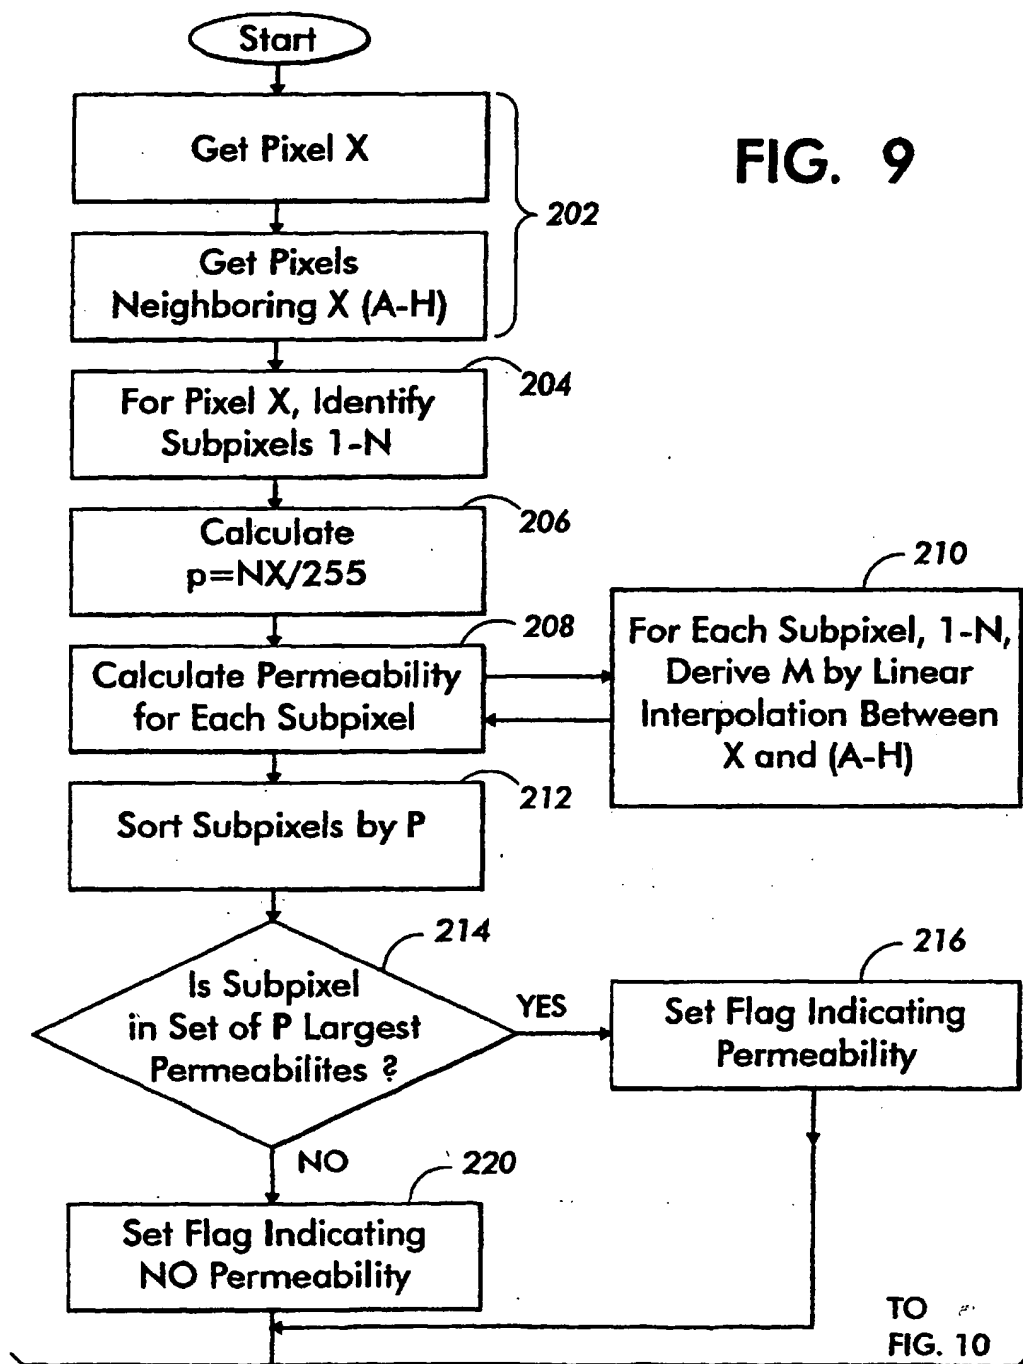 Start
FIG. 9
Get Pixel X
202
Get Pixels
Neighboring X (A-H)
204
For Pixel X, Identify
Subpixels 1-N
206
Calculate
p=NX/255
208
Calculate Permeability
for Each Subpixel
210
For Each Subpixel, 1-N,
Derive M by Linear
Interpolation Between
X and (A-H)
212
Sort Subpixels by P
214
Is Subpixel
in Set of P Largest
Permeabilites ?
YES
216
Set Flag Indicating
Permeability
NO
220
Set Flag Indicating
NO Permeability
TO
FIG. 10